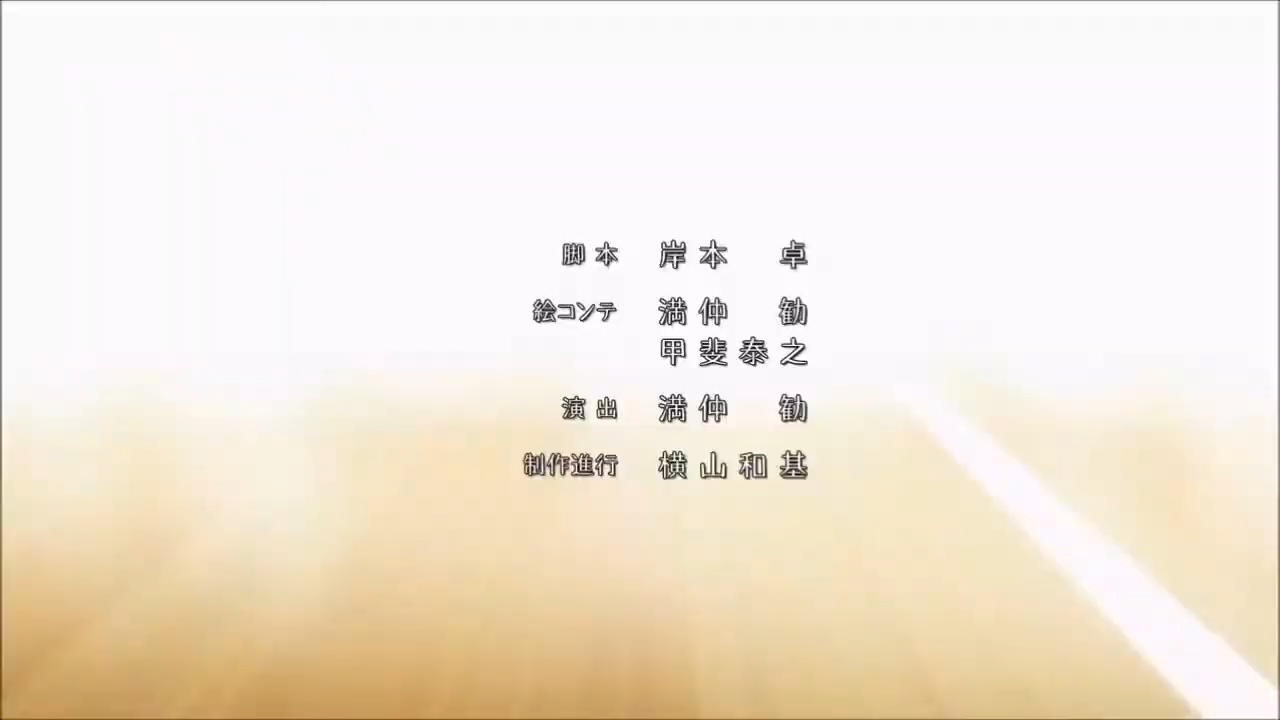 脚本 岸本 卓
絵コンテ 満仲 勧
甲斐泰之
演出 満仲 勧
制作進行 横山和基